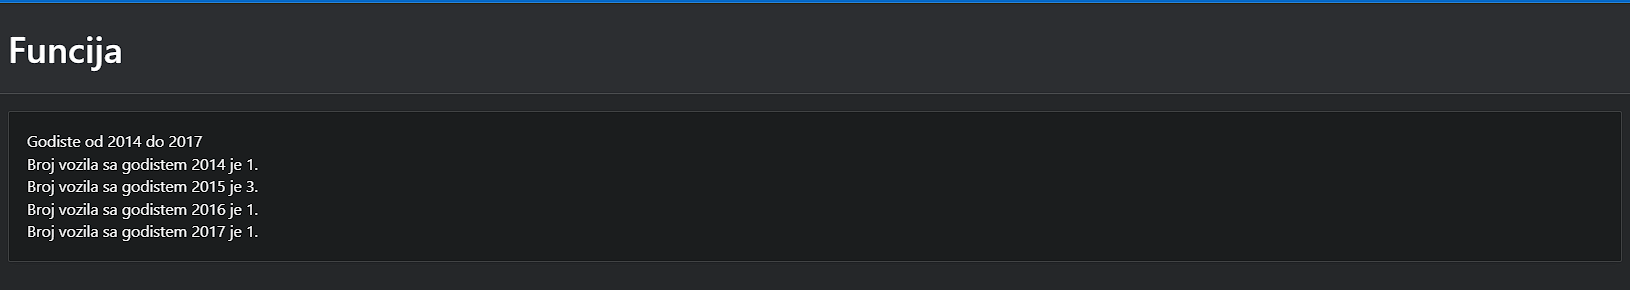 Funcija
Godiste od 2014 do 2017
Broj vozila sa godistem 2014 je 1.
Broj vozila sa godistem 2015 je 3.
Broj vozila sa godistem 2016 je 1.
Broj vozila sa godistem 2017 je 1.